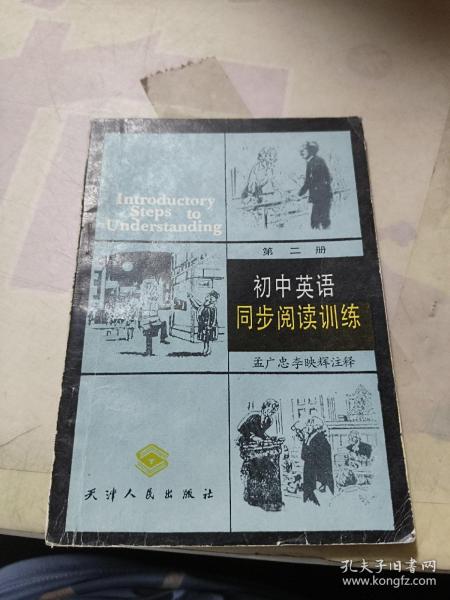 Introductory
Steps to
Understanding
第二册
初中英语
同步阅读训练
孟广忠李映辉注释
天津人民出版社
孔夫子旧书网
www.kongfz.com